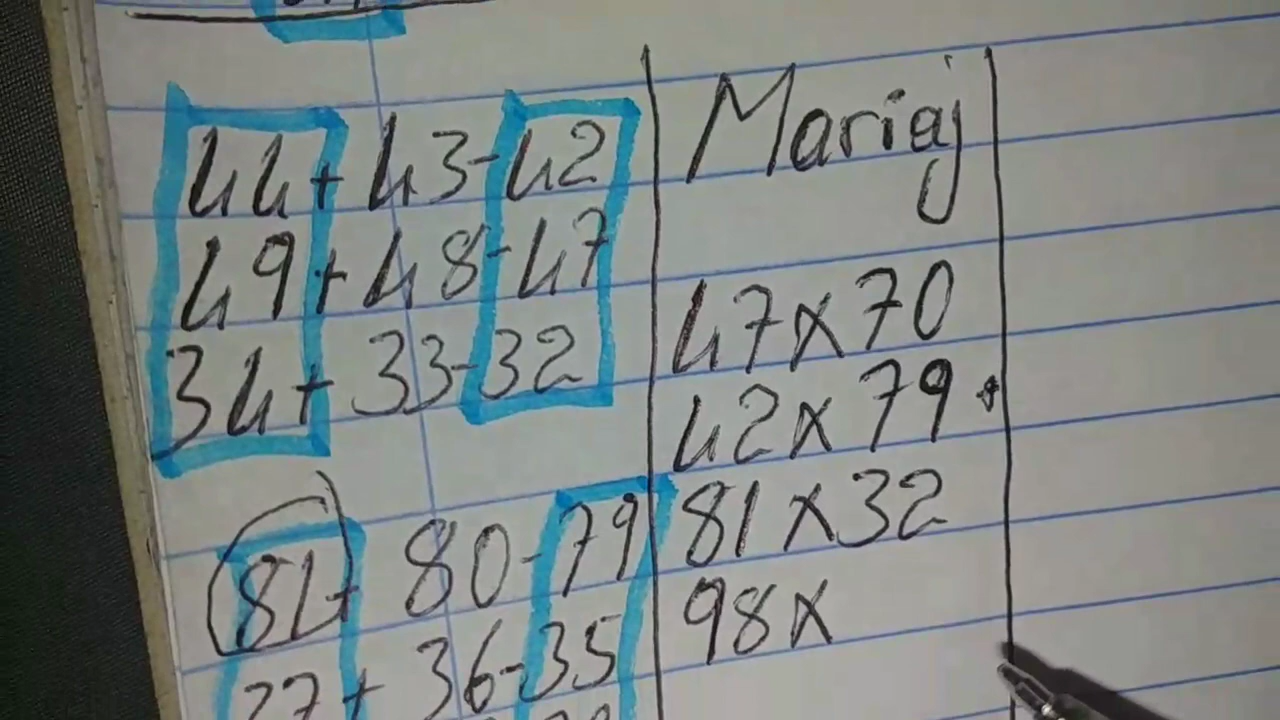 44+43-42
49+48-47
34+33-32
81+80-79
37+36-35
Mariaj
47x70
42x79+
81x32
98x